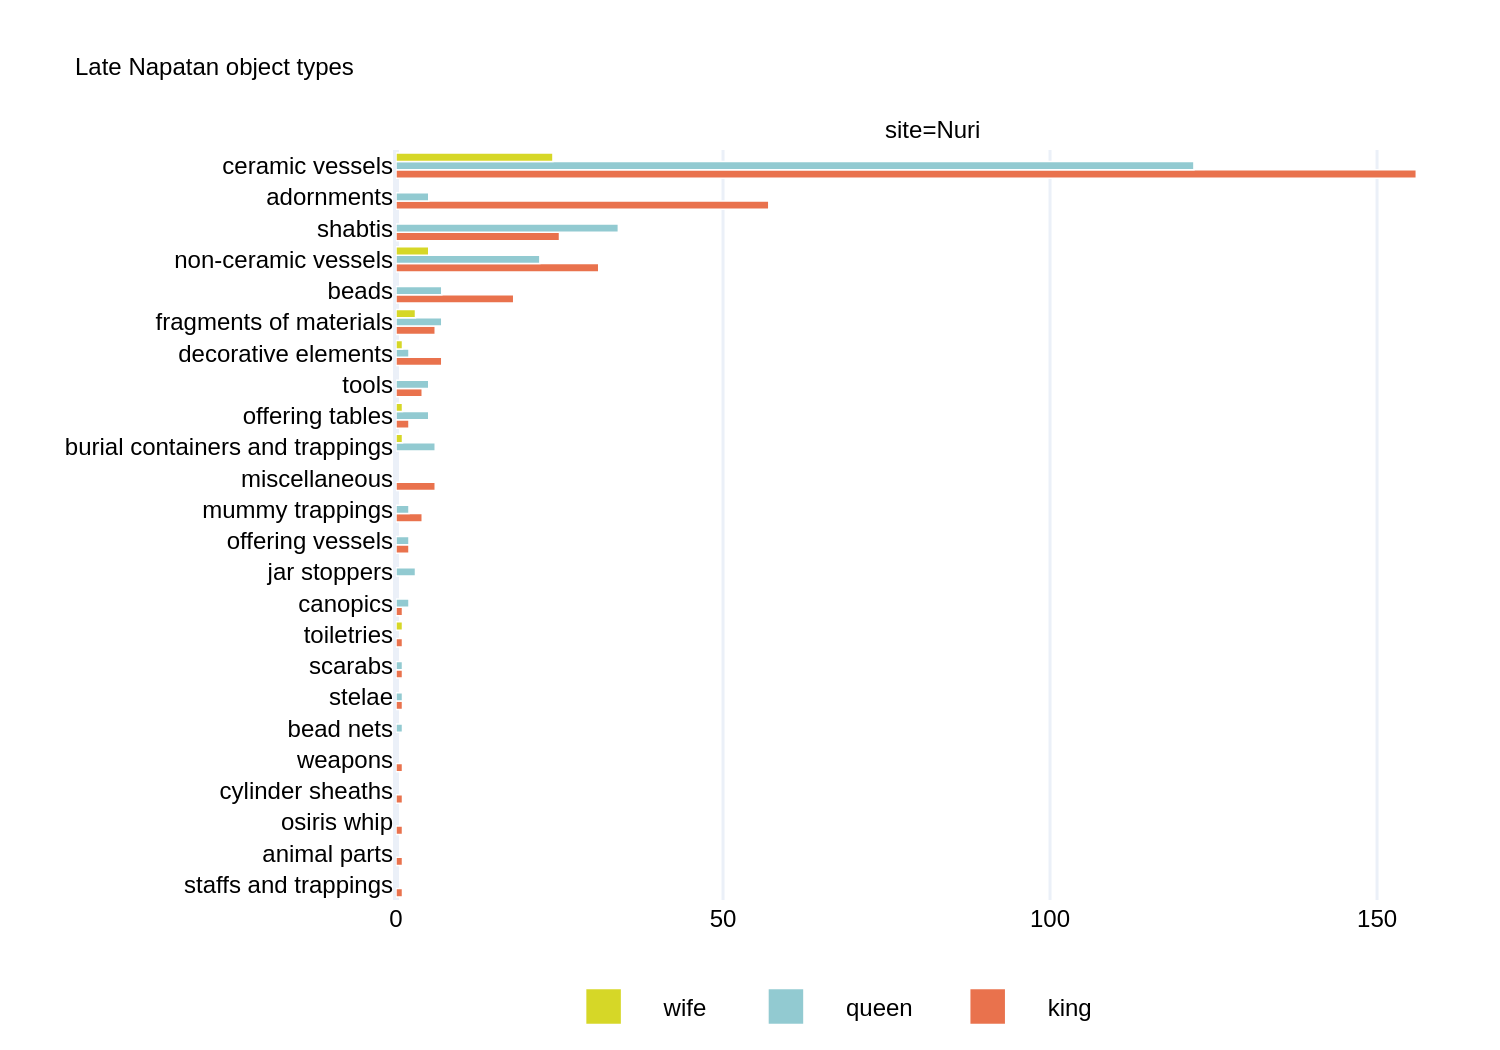 Late Napatan object types
site=Nuri
ceramic vessels
adornments
shabtis
non-ceramic vessels
beads
fragments of materials
decorative elements
tools
offering tables
burial containers and trappings
miscellaneous
mummy trappings
offering vessels
jar stoppers
canopics
toiletries
scarabs
stelae
bead nets
weapons
cylinder sheaths
osiris whip
animal parts
staffs and trappings
0 50 100 150
wife queen king